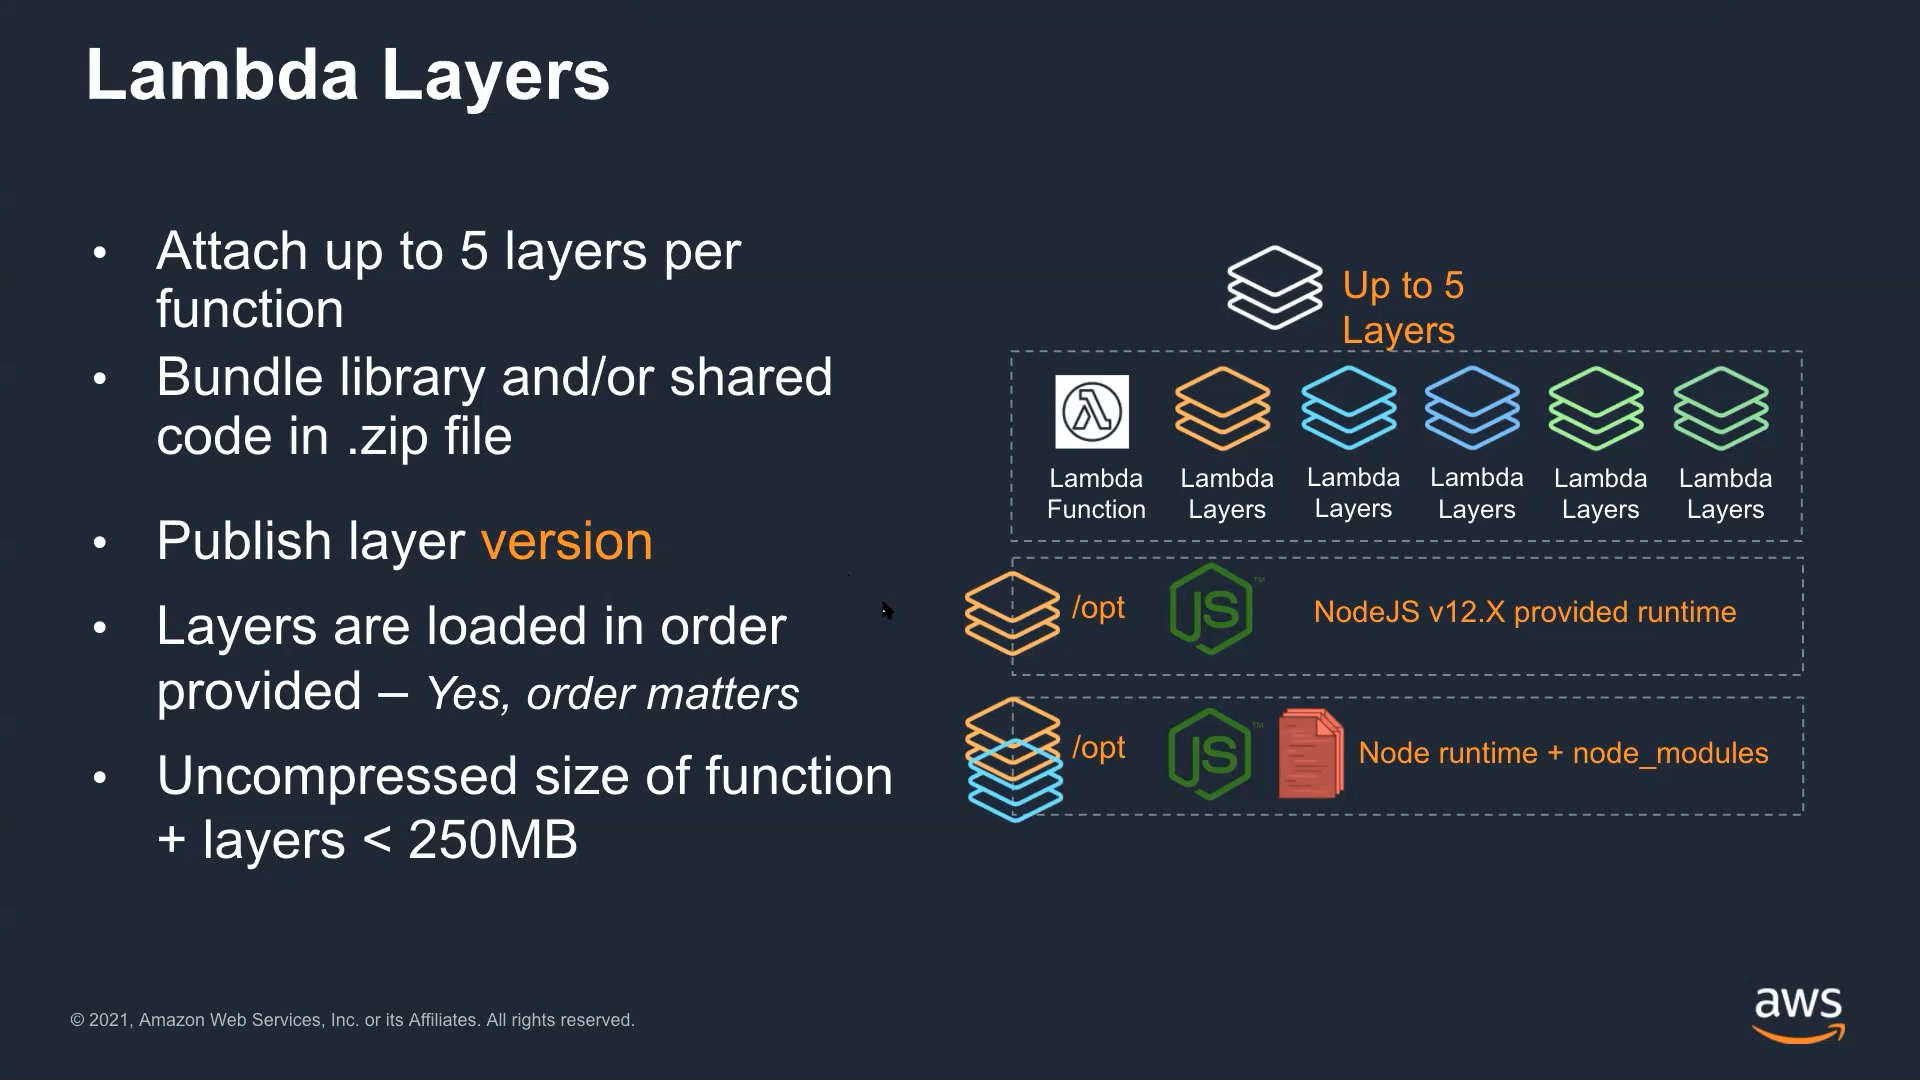 Lambda Layers
• Attach up to 5 layers per
function
• Bundle library and/or shared
code in .zip file
• Publish layer version
• Layers are loaded in order
provided – Yes, order matters
• Uncompressed size of function
+ layers < 250MB
Up to 5
Layers
Lambda
Function
Lambda
Layers
Lambda
Layers
Lambda
Layers
Lambda
Layers
Lambda
Layers
/opt
JS
TM
NodeJS v12.X provided runtime
/opt
JS
TM
Node runtime + node_modules
© 2021, Amazon Web Services, Inc. or its Affiliates. All rights reserved.
aws